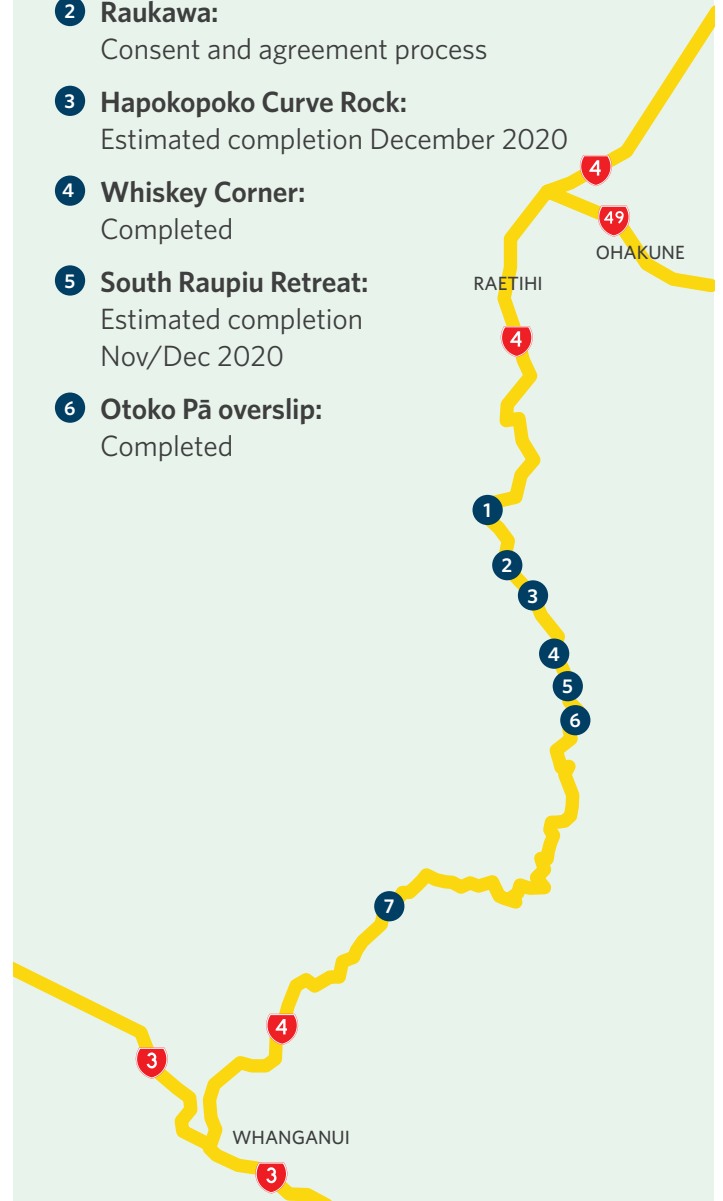 2 Raukawa:
Consent and agreement process
3 Hapokopoko Curve Rock:
Estimated completion December 2020
4 Whiskey Corner:
Completed
5 South Raupiu Retreat:
Estimated completion
Nov/Dec 2020
6 Otoko Pā overslip:
Completed
4
49
OHAKUNE
RAETIHI
4
1
2
3
4
5
6
7
4
3
WHANGANUI
3